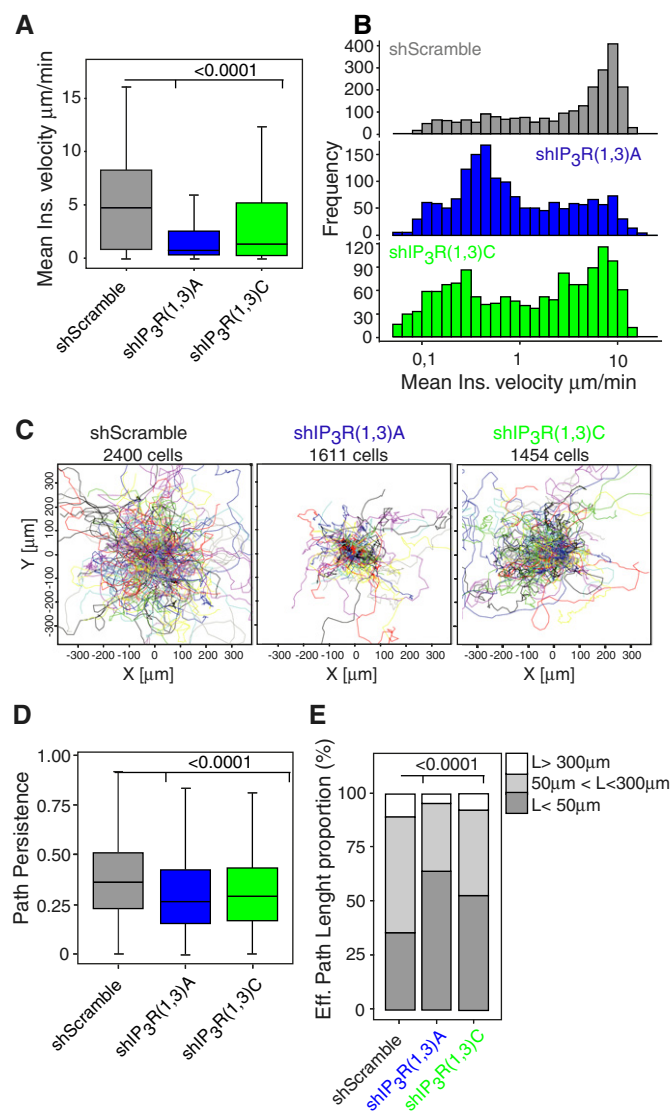 A
Mean Ins. velocity μm/min
<0.0001
15
10
5
0
shScramble
shIP3R(1,3)A
shIP3R(1,3)C
B
Frequency
shScramble
400
300
200
100
0
shIP3R(1,3)A
150
100
50
0
shIP3R(1,3)C
120
90
60
30
0
0,1 1 10
Mean Ins. velocity μm/min
C
shScramble
2400 cells
shIP3R(1,3)A
1611 cells
shIP3R(1,3)C
1454 cells
Y [μm]
300
200
100
0
-100
-200
-300
-300 -200 -100 0 100 200 300
X [μm]
-300 -200 -100 0 100 200 300
X [μm]
-300 -200 -100 0 100 200 300
X [μm]
D
Path Persistence
<0.0001
1.00
0.75
0.50
0.25
0
shScramble
shIP3R(1,3)A
shIP3R(1,3)C
E
Eff. Path Lenght proportion (%)
<0.0001
100
75
50
25
0
shScramble
shIP3R(1,3)A
shIP3R(1,3)C
L> 300μm
50μm < L<300μm
L< 50μm